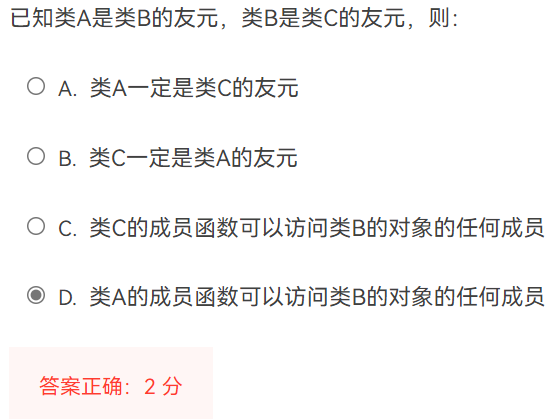 已知类A是类B的友元，类B是类C的友元，则：
A. 类A一定是类C的友元
B. 类C一定是类A的友元
C. 类C的成员函数可以访问类B的对象的任何成员
D. 类A的成员函数可以访问类B的对象的任何成员
答案正确：2 分